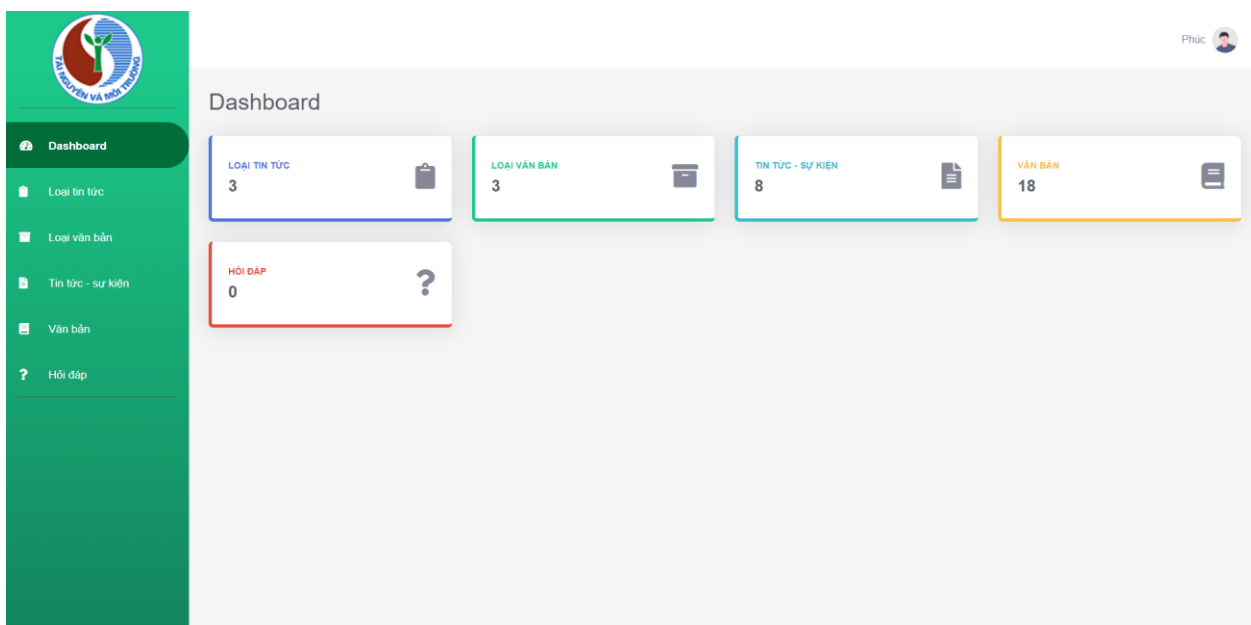 TÀI NGUYÊN VÀ MÔI TRƯỜNG
Phúc
Dashboard
Dashboard
Loại tin tức
Loại văn bản
Tin tức - sự kiện
Văn bản
Hỏi đáp
LOẠI TIN TỨC
3
LOẠI VĂN BẢN
3
TIN TỨC - SỰ KIỆN
8
VĂN BẢN
18
HỎI ĐÁP
0